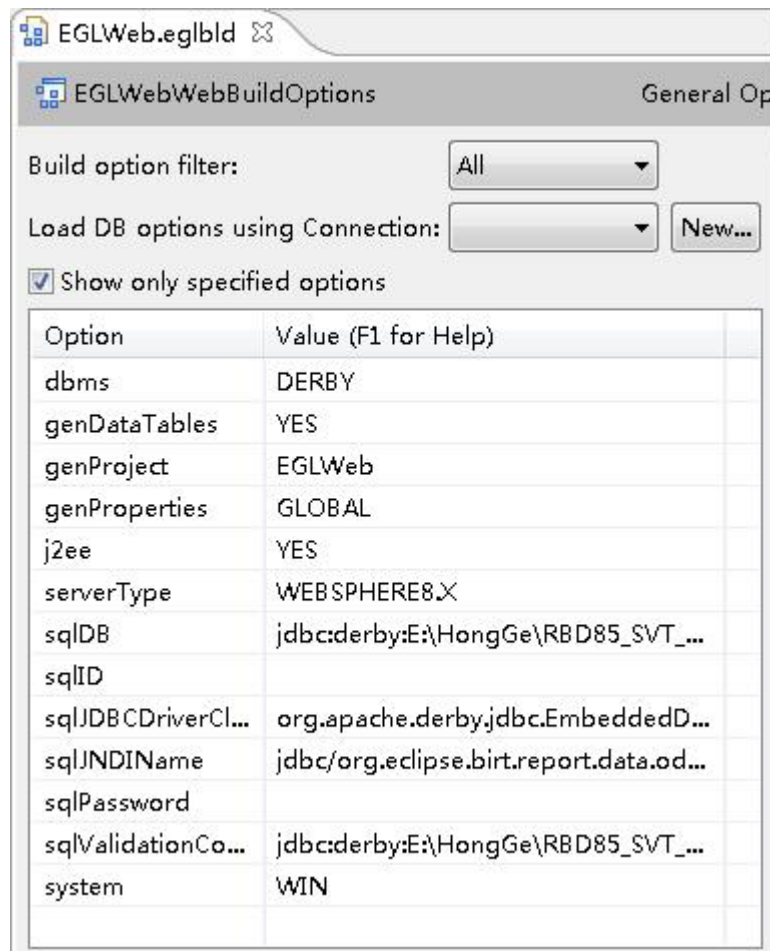 EGLWeb.eglbld
EGLWebWebBuildOptions General Op
Build option filter: All
Load DB options using Connection: New...
Show only specified options
Option Value (F1 for Help)
dbms DERBY
genDataTables YES
genProject EGLWeb
genProperties GLOBAL
j2ee YES
serverType WEBSPHERE8.X
sqlDB jdbc:derby:E:\HongGe\RBD85_SVT_...
sqlID
sqlJDBCDriverCl... org.apache.derby.jdbc.EmbeddedD...
sqlJNDIName jdbc/org.eclipse.birt.report.data.od...
sqlPassword
sqlValidationCo... jdbc:derby:E:\HongGe\RBD85_SVT_...
system WIN